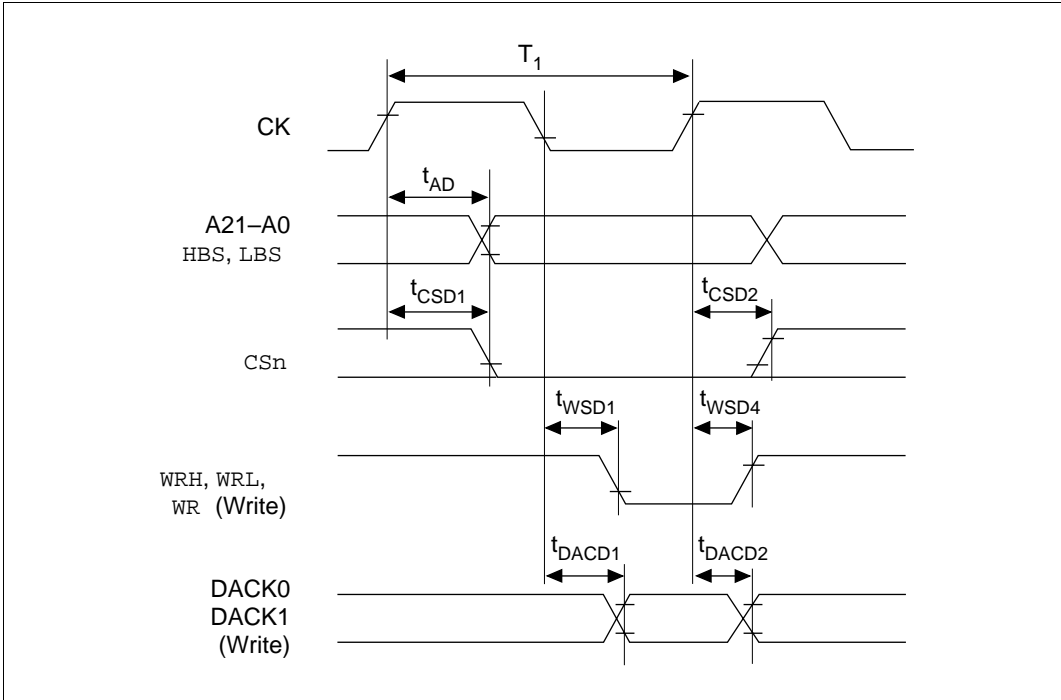 T1
CK
tAD
A21–A0
HBS, LBS
tCSD1
tCSD2
CSn
tWSD1
tWSD4
WRH, WRL,
WR (Write)
tDACD1
tDACD2
DACK0
DACK1
(Write)